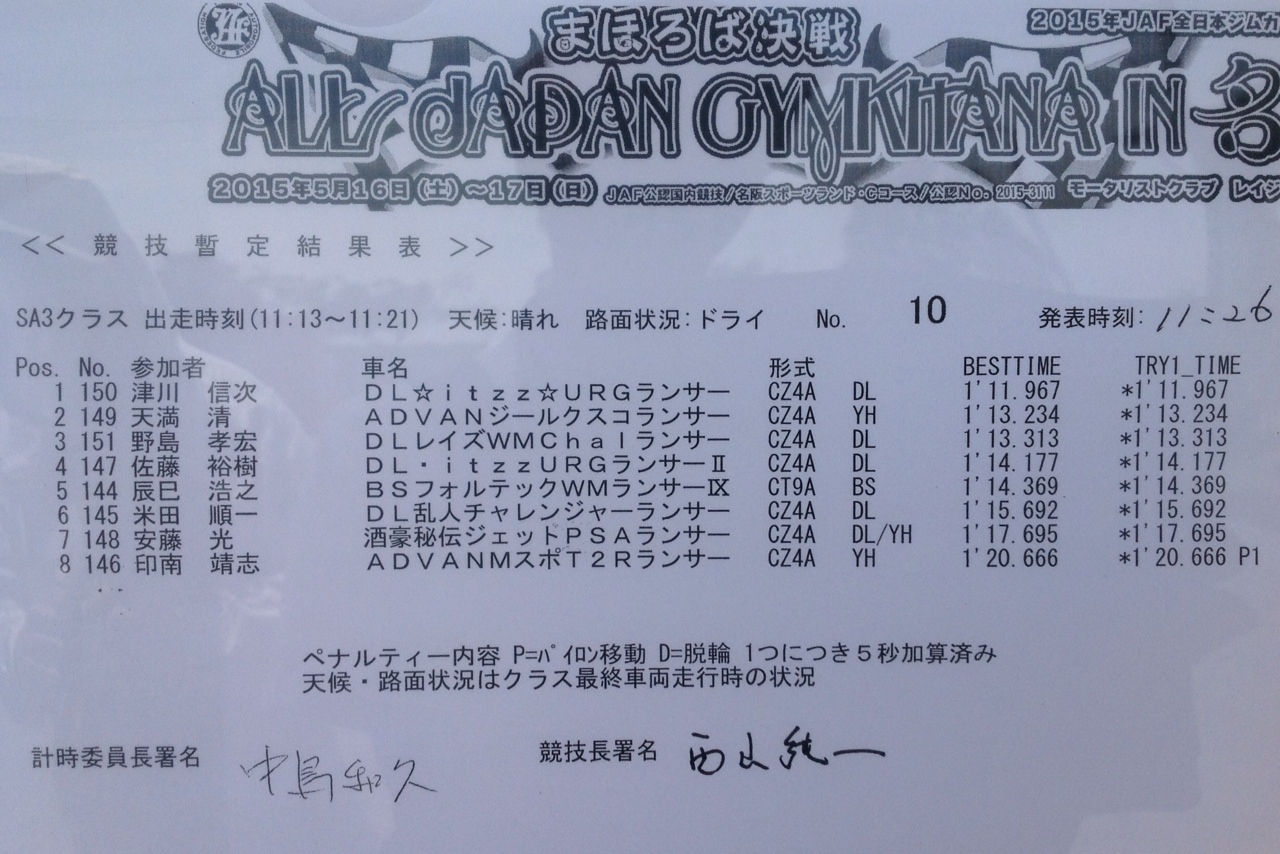 まほろば決戦 2015年JAF全日本ジムカ
ALL JAPAN GYMKHANA IN 名
2015年5月16日(土)～17日(日) JAF公認国内競技/名阪スポーツランド・Cコース/公認No. 2015-3111 モータリストクラブ レイジ
<< 競 技 暫 定 結 果 表 >>
SA3クラス 出走時刻(11:13～11:21) 天候:晴れ 路面状況:ドライ No. 10 発表時刻: 11:26
Pos. No. 参加者 車名 形式 BESTTIME TRY1_TIME
1 150 津川 信次 ＤＬ☆ｉｔｚｚ☆ＵＲＧランサー CZ4A DL 1'11.967 *1'11.967
2 149 天満 清 ＡＤＶＡＮジールクスコランサー CZ4A YH 1'13.234 *1'13.234
3 151 野島 孝宏 ＤＬレイズＷＭＣｈａｌランサー CZ4A DL 1'13.313 *1'13.313
4 147 佐藤 裕樹 ＤＬ・ｉｔｚｚＵＲＧランサーⅡ CZ4A DL 1'14.177 *1'14.177
5 144 辰巳 浩之 ＢＳフォルテックＷＭランサーⅨ CT9A BS 1'14.369 *1'14.369
6 145 米田 順一 ＤＬ乱人チャレンジャーランサー CZ4A DL 1'15.692 *1'15.692
7 148 安藤 光 酒豪秘伝ジェットＰＳＡランサー CZ4A DL/YH 1'17.695 *1'17.695
8 146 印南 靖志 ＡＤＶＡＮＭスポＴ２Ｒランサー CZ4A YH 1'20.666 *1'20.666 P1
ペナルティー内容 P=ﾊﾟｲﾛﾝ移動 D=脱輪 1つにつき５秒加算済み
天候・路面状況はクラス最終車両走行時の状況
計時委員長署名 中島和久 競技長署名 西山純一